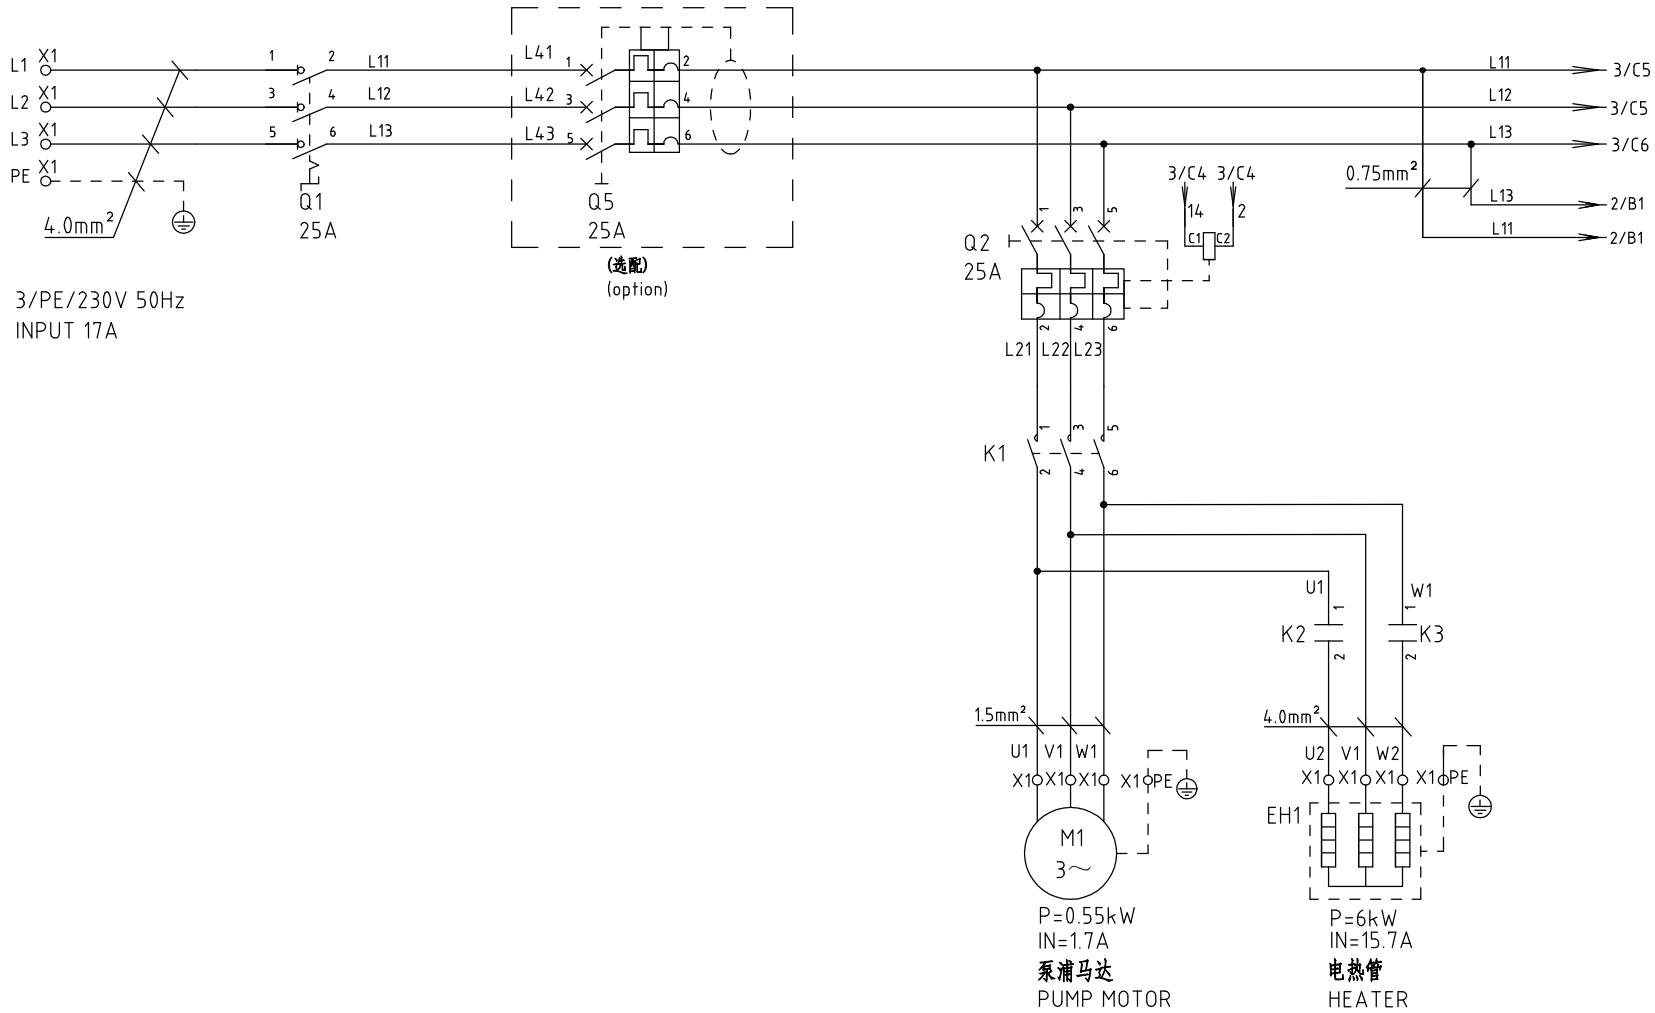 L1 X1 1 2 L11 L41 1 2 L11 3/C5
L2 X1 3 4 L12 L42 3 4 L12 3/C5
L3 X1 5 6 L13 L43 5 6 L13 3/C6
PE X1
4.0mm²
Q1
25A
Q5
25A
(选配)
(option)
3/PE/230V 50Hz
INPUT 17A
3/C4 3/C4
14 2
C1 C2
0.75mm²
L13 2/B1
L11 2/B1
1 3 5
Q2
25A
2 4 6
L21 L22 L23
1 3 5
K1
2 4 6
U1 W1
1 1
K2 K3
2 2
1.5mm²
U1 V1 W1
X1 X1 X1 X1 PE
M1
3~
P=0.55kW
IN=1.7A
泵浦马达
PUMP MOTOR
4.0mm²
U2 V1 W2
X1 X1 X1 X1 PE
EH1
P=6kW
IN=15.7A
电热管
HEATER